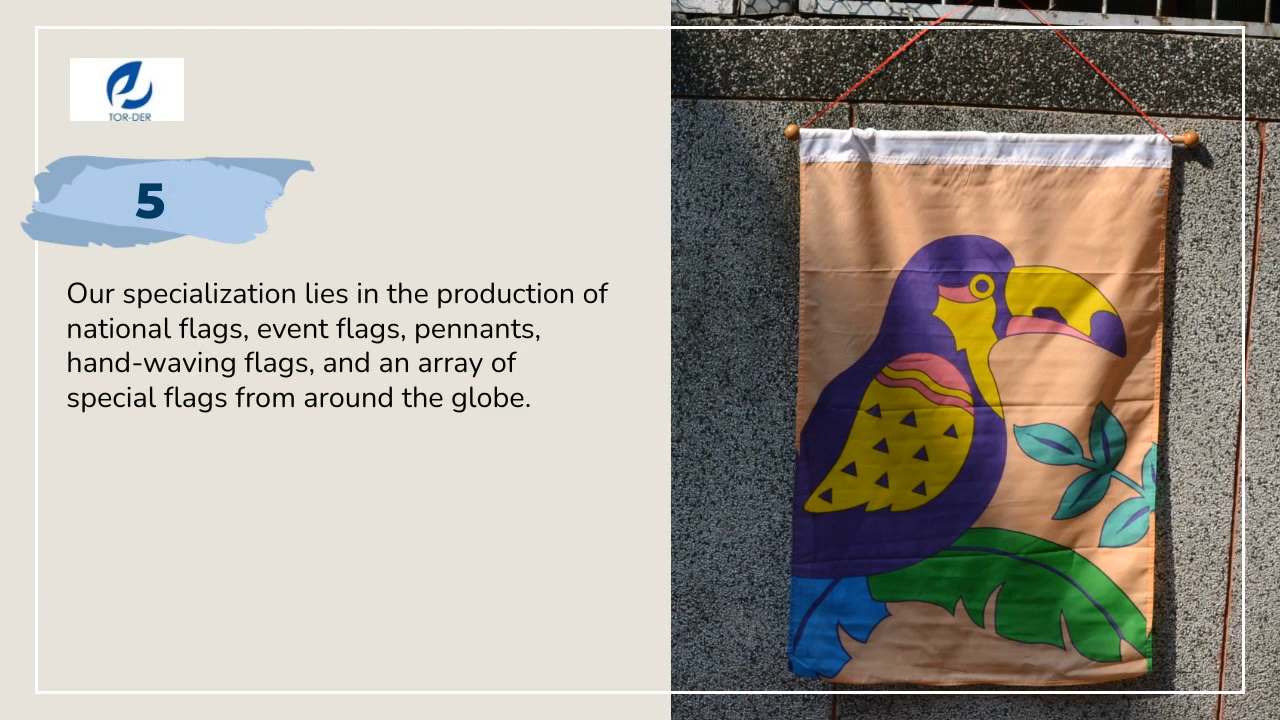 TOR-DER
5
Our specialization lies in the production of
national flags, event flags, pennants,
hand-waving flags, and an array of
special flags from around the globe.